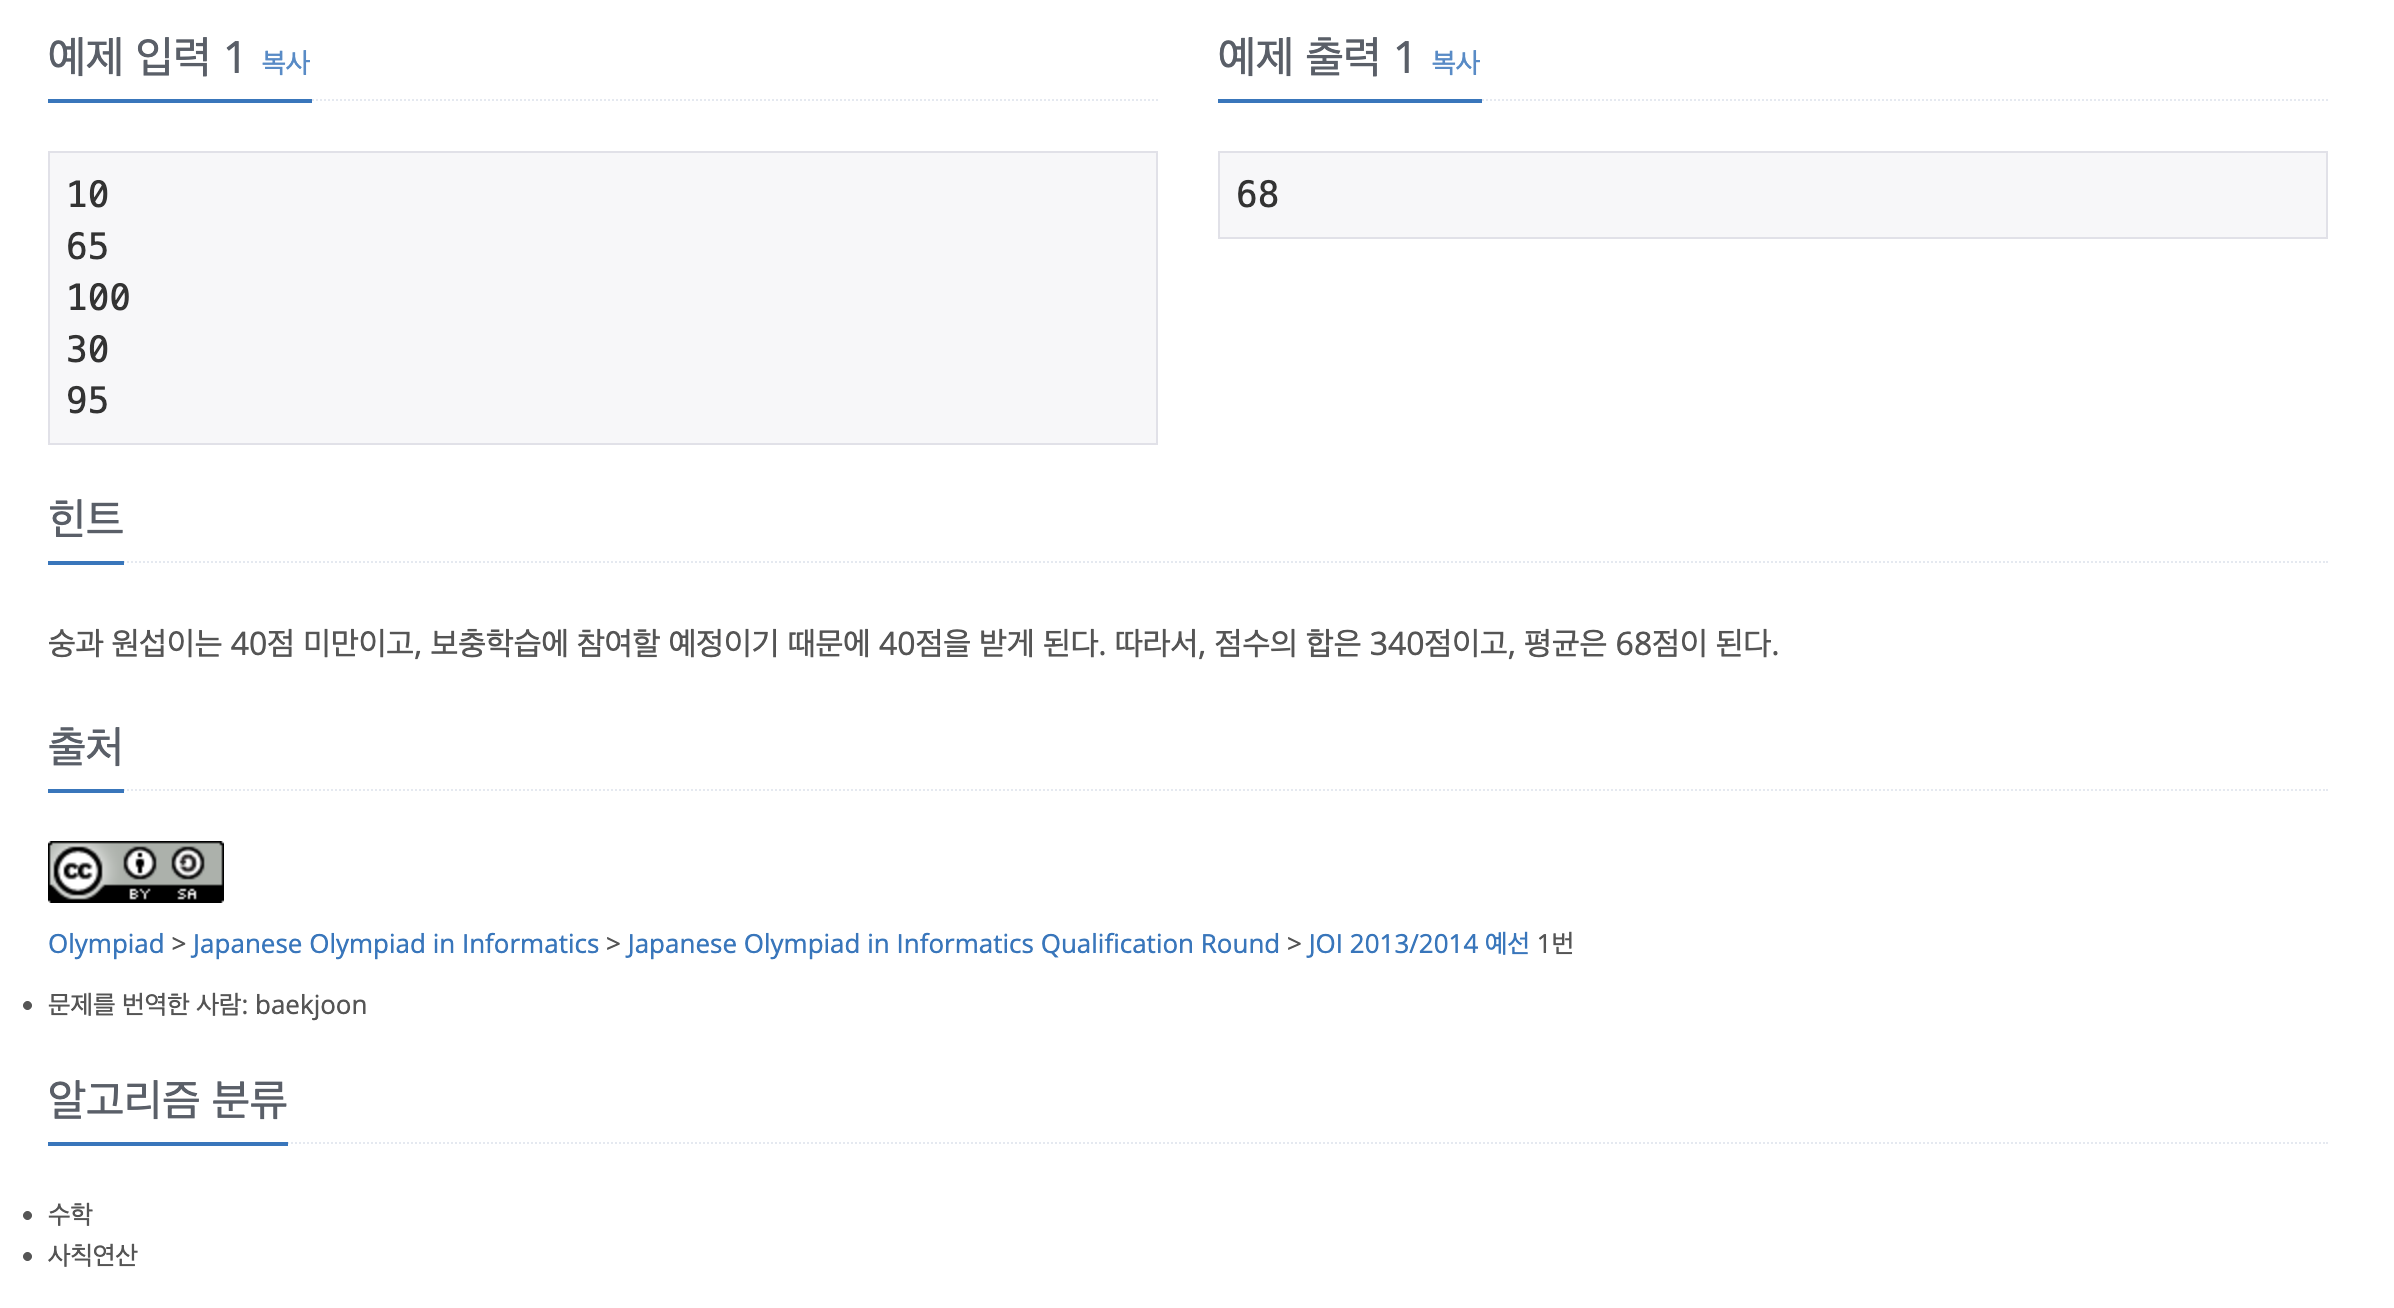 예제 입력 1 복사
10
65
100
30
95
예제 출력 1 복사
68
힌트
숭과 원섭이는 40점 미만이고, 보충학습에 참여할 예정이기 때문에 40점을 받게 된다. 따라서, 점수의 합은 340점이고, 평균은 68점이 된다.
출처
cc BY SA
Olympiad > Japanese Olympiad in Informatics > Japanese Olympiad in Informatics Qualification Round > JOI 2013/2014 예선 1번
문제를 번역한 사람: baekjoon
알고리즘 분류
수학
사칙연산